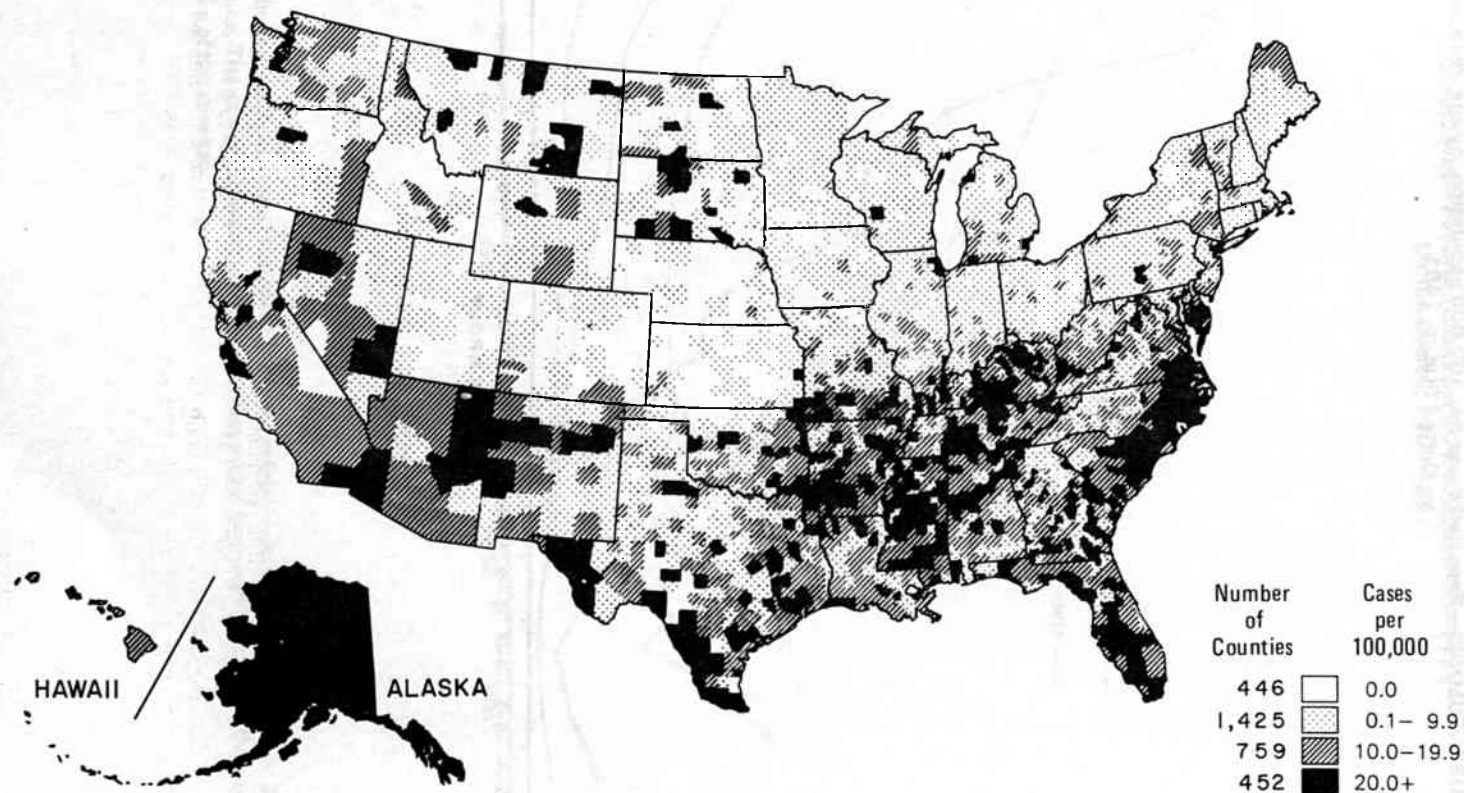 HAWAII
ALASKA
Number of Counties
Cases per 100,000
446 0.0
1,425 0.1– 9.9
759 10.0–19.9
452 20.0+